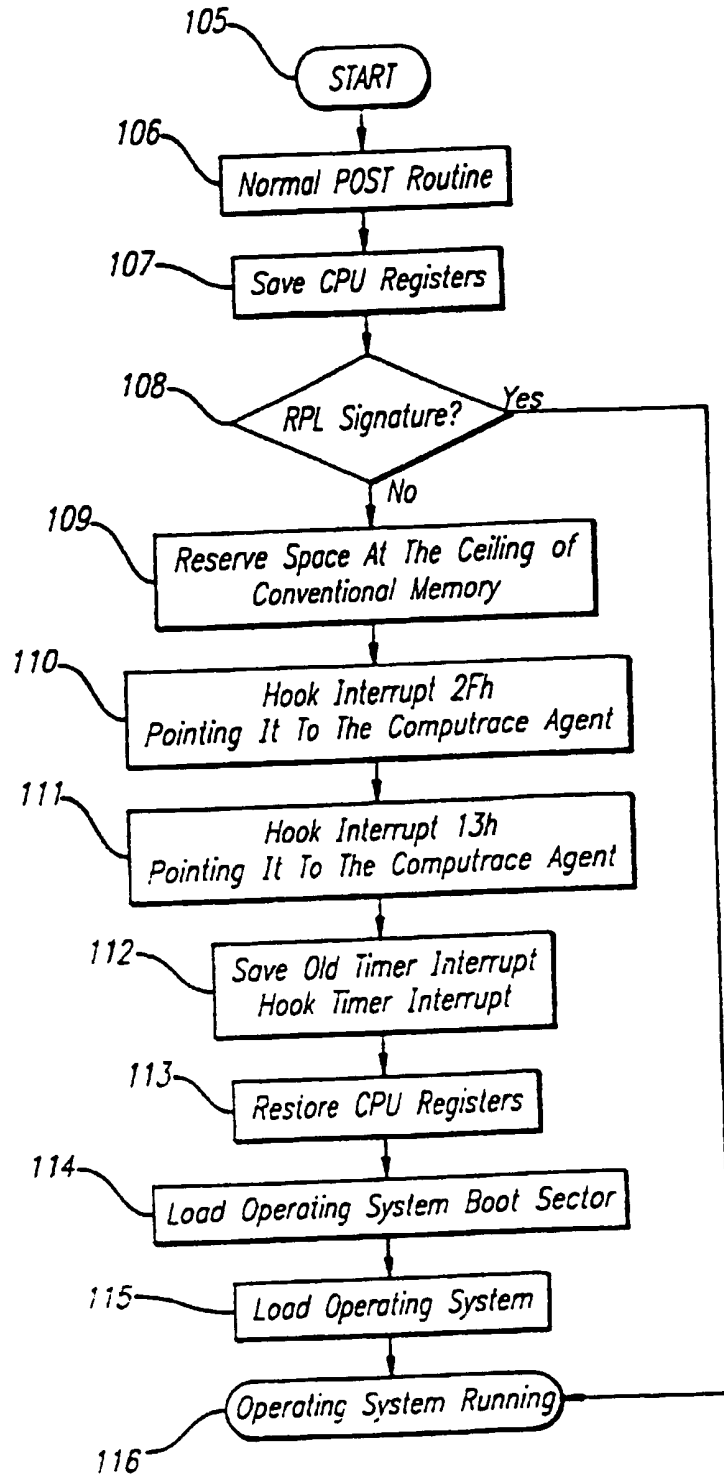 105
START
106
Normal POST Routine
107
Save CPU Registers
108
RPL Signature?
Yes
No
109
Reserve Space At The Ceiling of
Conventional Memory
110
Hook Interrupt 2Fh
Pointing It To The Computrace Agent
111
Hook Interrupt 13h
Pointing It To The Computrace Agent
112
Save Old Timer Interrupt
Hook Timer Interrupt
113
Restore CPU Registers
114
Load Operating System Boot Sector
115
Load Operating System
Operating System Running
116